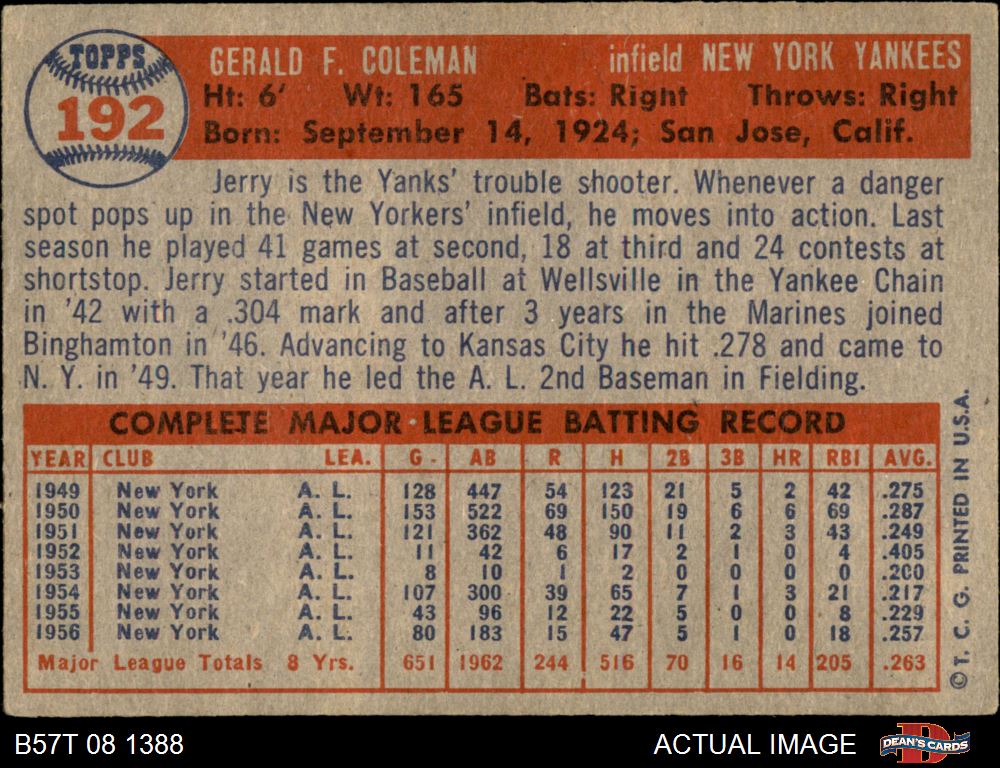 TOPPS
192
GERALD F. COLEMAN infield NEW YORK YANKEES
Ht: 6' Wt: 165 Bats: Right Throws: Right
Born: September 14, 1924; San Jose, Calif.
Jerry is the Yanks' trouble shooter. Whenever a danger
spot pops up in the New Yorkers' infield, he moves into action. Last
season he played 41 games at second, 18 at third and 24 contests at
shortstop. Jerry started in Baseball at Wellsville in the Yankee Chain
in '42 with a .304 mark and after 3 years in the Marines joined
Binghamton in '46. Advancing to Kansas City he hit .278 and came to
N. Y. in '49. That year he led the A. L. 2nd Baseman in Fielding.
COMPLETE MAJOR LEAGUE BATTING RECORD
YEAR CLUB LEA. G AB R H 2B 3B HR RBI AVG.
1949 New York A. L. 128 447 54 123 21 5 2 42 .275
1950 New York A. L. 153 522 69 150 19 6 6 69 .287
1951 New York A. L. 121 362 48 90 11 2 3 43 .249
1952 New York A. L. 11 42 6 17 2 1 0 4 .405
1953 New York A. L. 8 10 1 2 0 0 0 0 .200
1954 New York A. L. 107 300 39 65 7 1 3 21 .217
1955 New York A. L. 43 96 12 22 5 0 0 8 .229
1956 New York A. L. 80 183 15 47 5 1 0 18 .257
Major League Totals 8 Yrs. 651 1962 244 516 70 16 14 205 .263
© T. C. G. PRINTED IN U.S.A.
B57T 08 1388 ACTUAL IMAGE DEAN'S CARDS